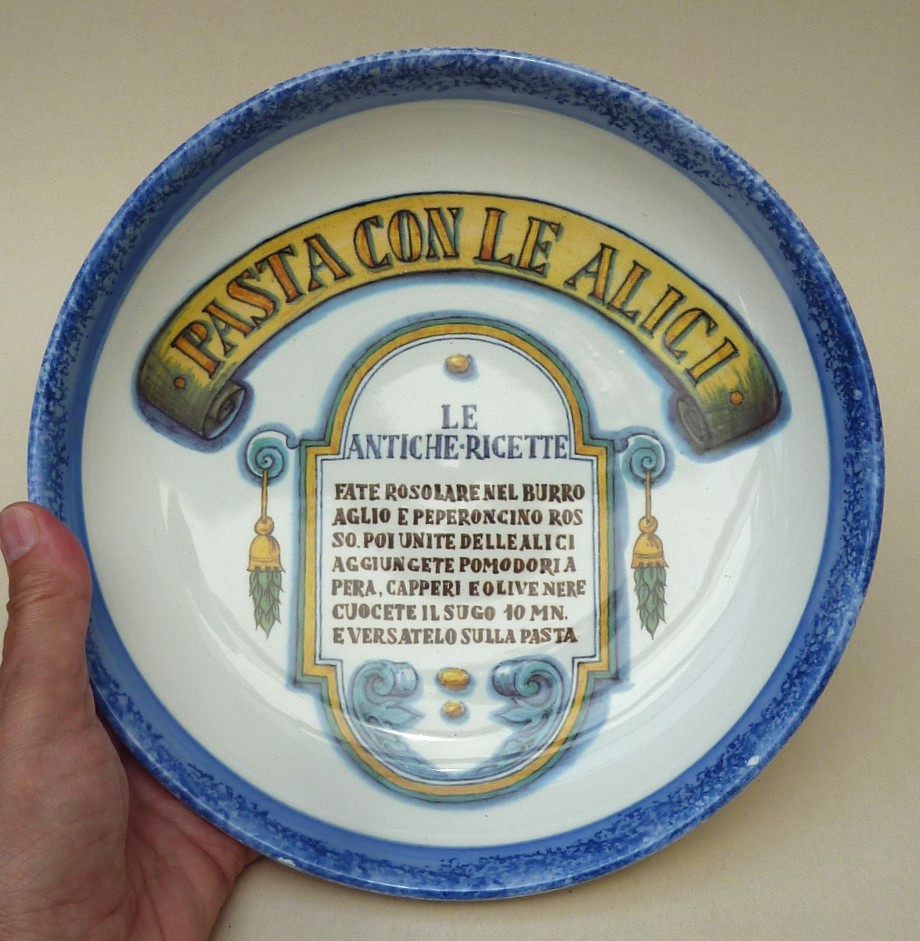 PASTA CON LE ALICI
LE
ANTICHE·RICETTE
FATE ROSOLARE NEL BURRO
AGLIO E PEPERONCINO ROS
SO. POI UNITE DELLE ALICI
AGGIUNGETE POMODORI A
PERA, CAPPERI E OLIVE NERE
CUOCETE IL SUGO 10 MN.
E VERSATELO SULLA PASTA